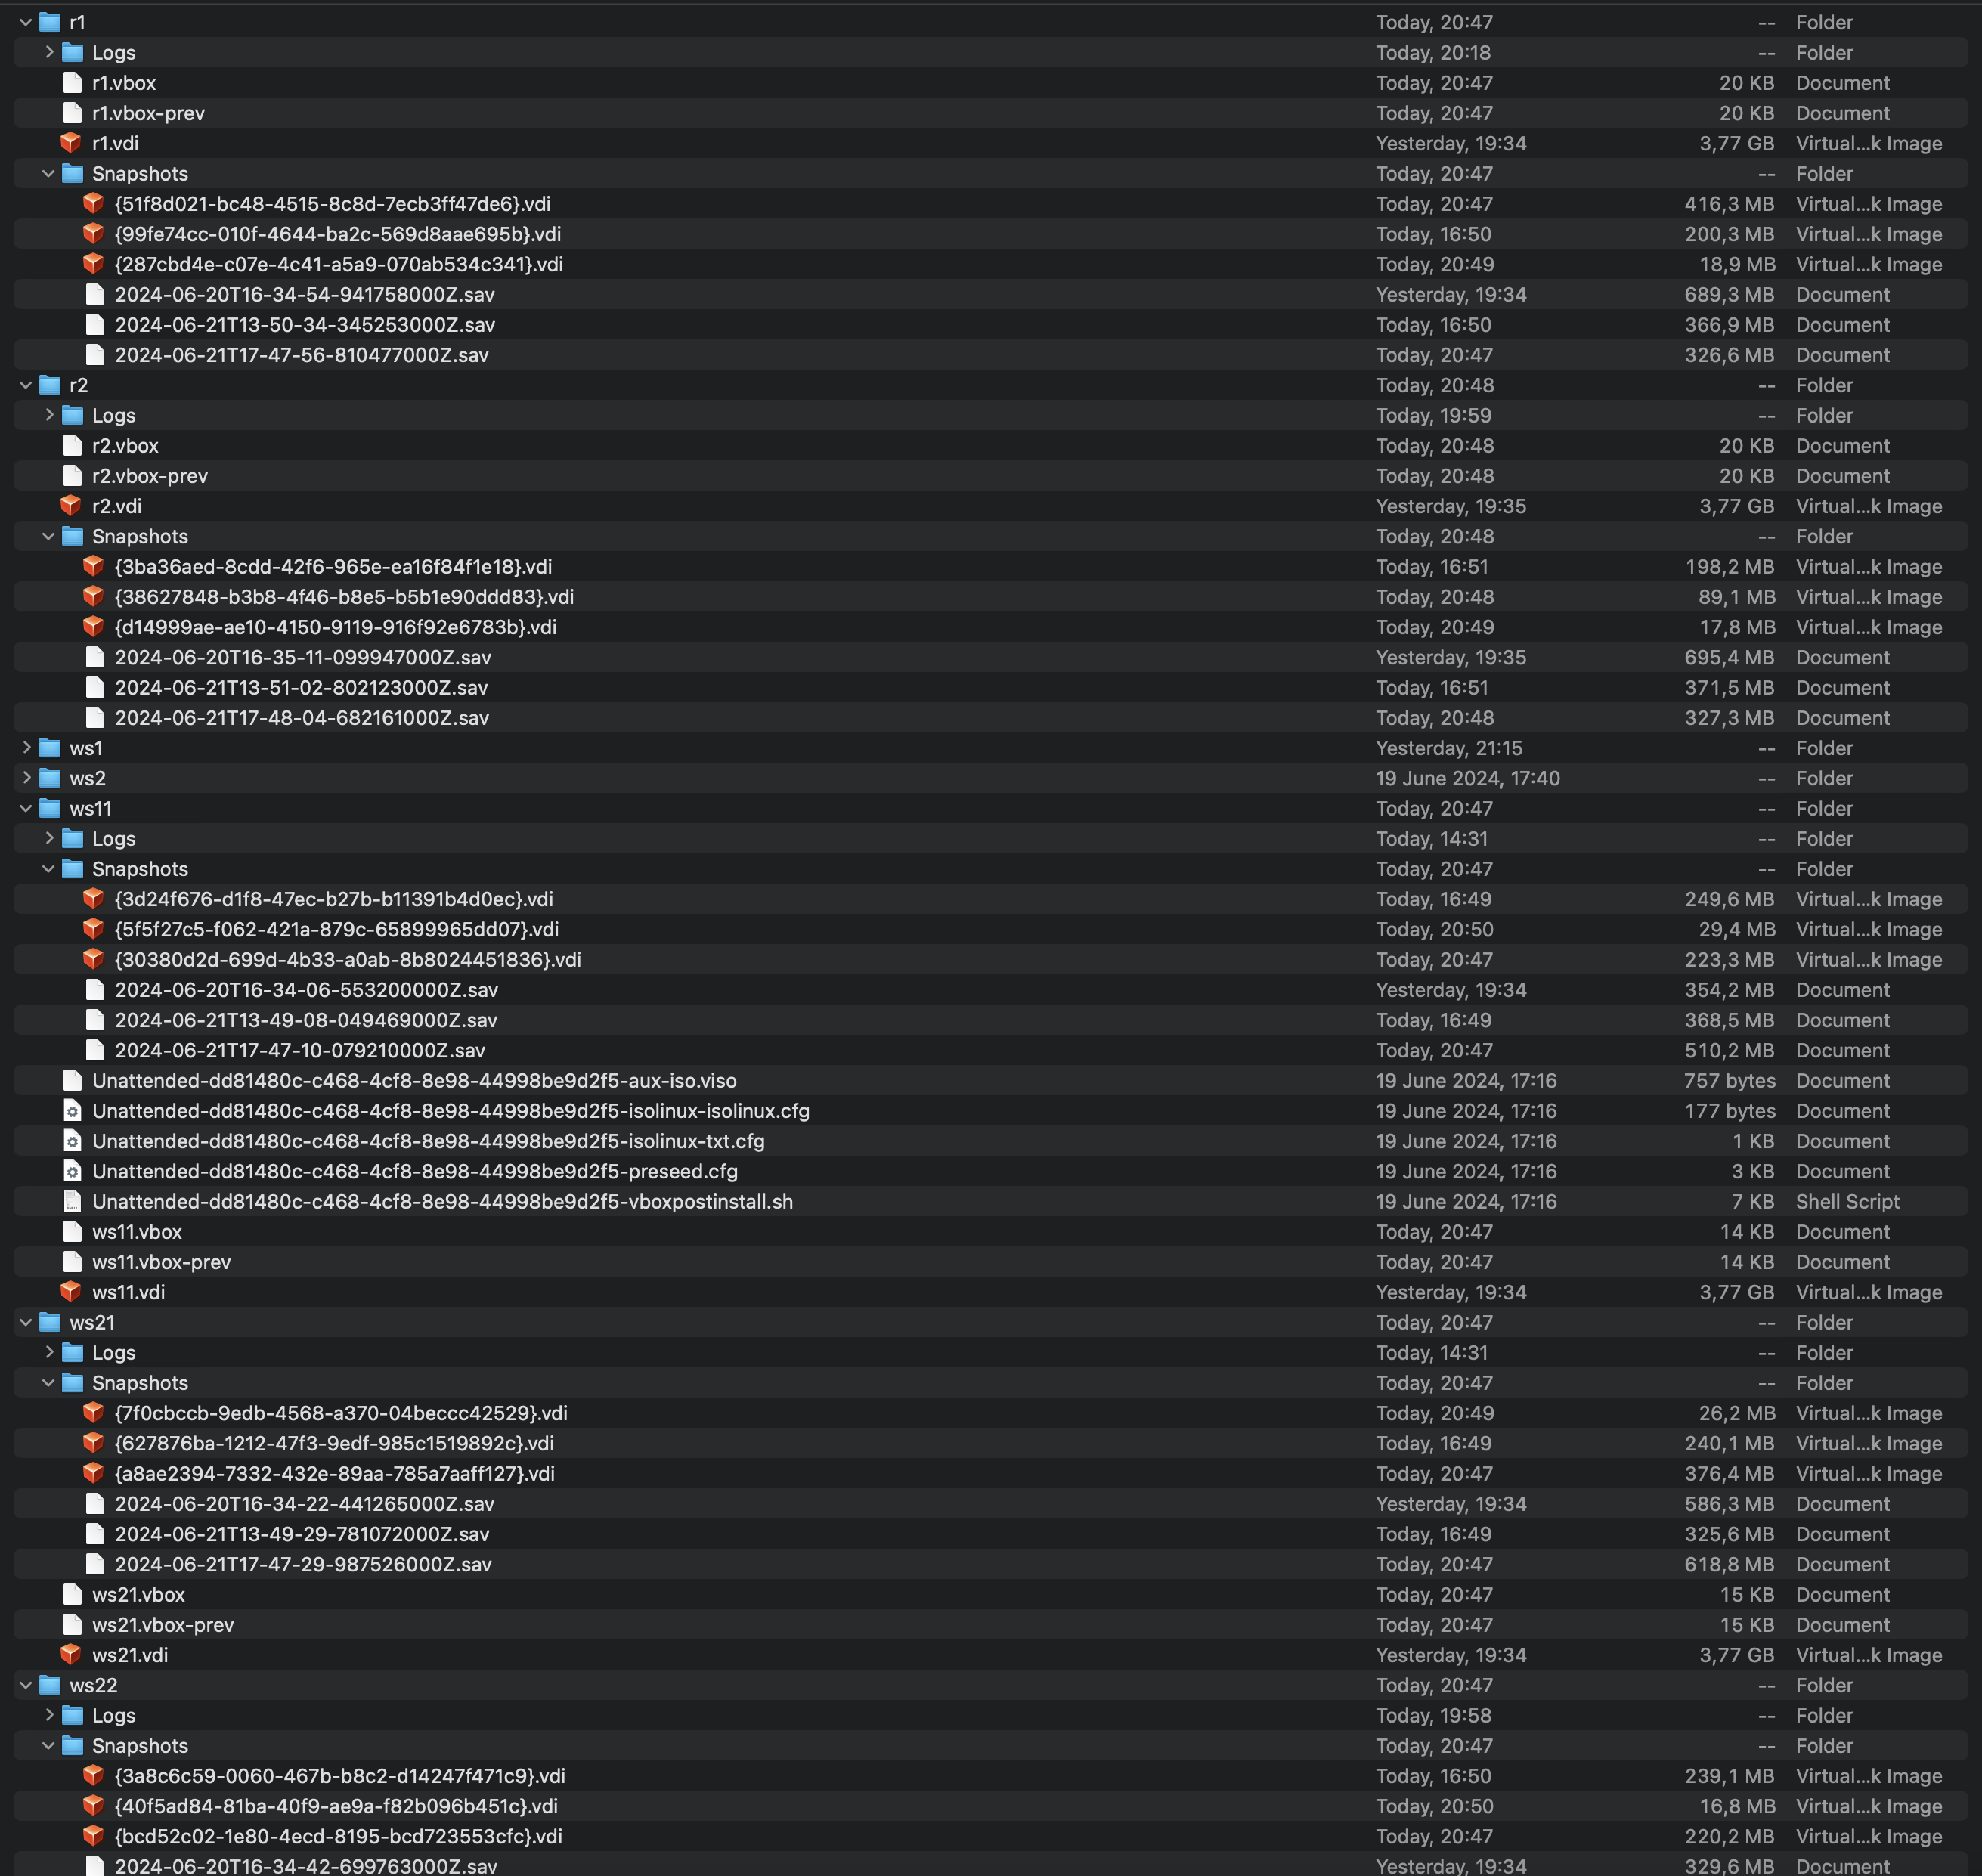 r1 Today, 20:47 -- Folder
Logs Today, 20:18 -- Folder
r1.vbox Today, 20:47 20 KB Document
r1.vbox-prev Today, 20:47 20 KB Document
r1.vdi Yesterday, 19:34 3,77 GB Virtual...k Image
Snapshots Today, 20:47 -- Folder
{51f8d021-bc48-4515-8c8d-7ecb3ff47de6}.vdi Today, 20:47 416,3 MB Virtual...k Image
{99fe74cc-010f-4644-ba2c-569d8aae695b}.vdi Today, 16:50 200,3 MB Virtual...k Image
{287cbd4e-c07e-4c41-a5a9-070ab534c341}.vdi Today, 20:49 18,9 MB Virtual...k Image
2024-06-20T16-34-54-941758000Z.sav Yesterday, 19:34 689,3 MB Document
2024-06-21T13-50-34-345253000Z.sav Today, 16:50 366,9 MB Document
2024-06-21T17-47-56-810477000Z.sav Today, 20:47 326,6 MB Document
r2 Today, 20:48 -- Folder
Logs Today, 19:59 -- Folder
r2.vbox Today, 20:48 20 KB Document
r2.vbox-prev Today, 20:48 20 KB Document
r2.vdi Yesterday, 19:35 3,77 GB Virtual...k Image
Snapshots Today, 20:48 -- Folder
{3ba36aed-8cdd-42f6-965e-ea16f84f1e18}.vdi Today, 16:51 198,2 MB Virtual...k Image
{38627848-b3b8-4f46-b8e5-b5b1e90ddd83}.vdi Today, 20:48 89,1 MB Virtual...k Image
{d14999ae-ae10-4150-9119-916f92e6783b}.vdi Today, 20:49 17,8 MB Virtual...k Image
2024-06-20T16-35-11-099947000Z.sav Yesterday, 19:35 695,4 MB Document
2024-06-21T13-51-02-802123000Z.sav Today, 16:51 371,5 MB Document
2024-06-21T17-48-04-682161000Z.sav Today, 20:48 327,3 MB Document
ws1 Yesterday, 21:15 -- Folder
ws2 19 June 2024, 17:40 -- Folder
ws11 Today, 20:47 -- Folder
Logs Today, 14:31 -- Folder
Snapshots Today, 20:47 -- Folder
{3d24f676-d1f8-47ec-b27b-b11391b4d0ec}.vdi Today, 16:49 249,6 MB Virtual...k Image
{5f5f27c5-f062-421a-879c-65899965dd07}.vdi Today, 20:50 29,4 MB Virtual...k Image
{30380d2d-699d-4b33-a0ab-8b8024451836}.vdi Today, 20:47 223,3 MB Virtual...k Image
2024-06-20T16-34-06-553200000Z.sav Yesterday, 19:34 354,2 MB Document
2024-06-21T13-49-08-049469000Z.sav Today, 16:49 368,5 MB Document
2024-06-21T17-47-10-079210000Z.sav Today, 20:47 510,2 MB Document
Unattended-dd81480c-c468-4cf8-8e98-44998be9d2f5-aux-iso.viso 19 June 2024, 17:16 757 bytes Document
Unattended-dd81480c-c468-4cf8-8e98-44998be9d2f5-isolinux-isolinux.cfg 19 June 2024, 17:16 177 bytes Document
Unattended-dd81480c-c468-4cf8-8e98-44998be9d2f5-isolinux-txt.cfg 19 June 2024, 17:16 1 KB Document
Unattended-dd81480c-c468-4cf8-8e98-44998be9d2f5-preseed.cfg 19 June 2024, 17:16 3 KB Document
Unattended-dd81480c-c468-4cf8-8e98-44998be9d2f5-vboxpostinstall.sh 19 June 2024, 17:16 7 KB Shell Script
ws11.vbox Today, 20:47 14 KB Document
ws11.vbox-prev Today, 20:47 14 KB Document
ws11.vdi Yesterday, 19:34 3,77 GB Virtual...k Image
ws21 Today, 20:47 -- Folder
Logs Today, 14:31 -- Folder
Snapshots Today, 20:47 -- Folder
{7f0cbccb-9edb-4568-a370-04beccc42529}.vdi Today, 20:49 26,2 MB Virtual...k Image
{627876ba-1212-47f3-9edf-985c1519892c}.vdi Today, 16:49 240,1 MB Virtual...k Image
{a8ae2394-7332-432e-89aa-785a7aaff127}.vdi Today, 20:47 376,4 MB Virtual...k Image
2024-06-20T16-34-22-441265000Z.sav Yesterday, 19:34 586,3 MB Document
2024-06-21T13-49-29-781072000Z.sav Today, 16:49 325,6 MB Document
2024-06-21T17-47-29-987526000Z.sav Today, 20:47 618,8 MB Document
ws21.vbox Today, 20:47 15 KB Document
ws21.vbox-prev Today, 20:47 15 KB Document
ws21.vdi Yesterday, 19:34 3,77 GB Virtual...k Image
ws22 Today, 20:47 -- Folder
Logs Today, 19:58 -- Folder
Snapshots Today, 20:47 -- Folder
{3a8c6c59-0060-467b-b8c2-d14247f471c9}.vdi Today, 16:50 239,1 MB Virtual...k Image
{40f5ad84-81ba-40f9-ae9a-f82b096b451c}.vdi Today, 20:50 16,8 MB Virtual...k Image
{bcd52c02-1e80-4ecd-8195-bcd723553cfc}.vdi Today, 20:47 220,2 MB Virtual...k Image
2024-06-20T16-34-42-699763000Z.sav Yesterday, 19:34 329,6 MB Document